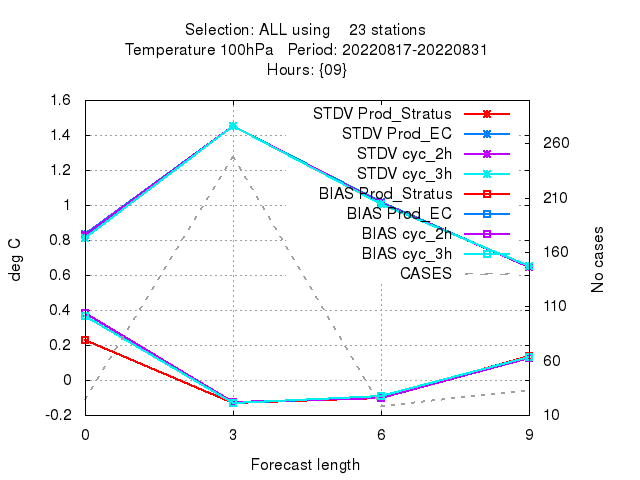 Selection: ALL using 23 stations
Temperature 100hPa Period: 20220817-20220831
Hours: {09}
1.6
1.4
1.2
1
0.8
0.6
0.4
0.2
0
-0.2
deg C
STDV Prod_Stratus
STDV Prod_EC
STDV cyc_2h
STDV cyc_3h
BIAS Prod_Stratus
BIAS Prod_EC
BIAS cyc_2h
BIAS cyc_3h
CASES
260
210
160
110
60
10
No cases
0 3 6 9
Forecast length